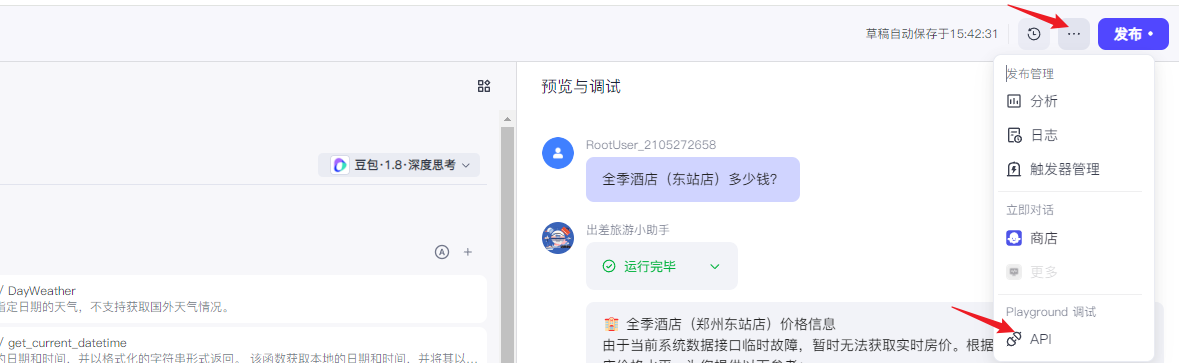 草稿自动保存于15:42:31
发布
发布管理
分析
日志
触发器管理
立即对话
商店
更多
Playground 调试
API
豆包·1.8·深度思考
A
/ DayWeather
指定日期的天气，不支持获取国外天气情况。
/ get_current_datetime
的日期和时间，并以格式化的字符串形式返回。 该函数获取本地的日期和时间，并将其以...
预览与调试
RootUser_2105272658
全季酒店（东站店）多少钱？
出差旅游小助手
运行完毕
全季酒店（郑州东站店）价格信息
由于当前系统数据接口临时故障，暂时无法获取实时房价。根据